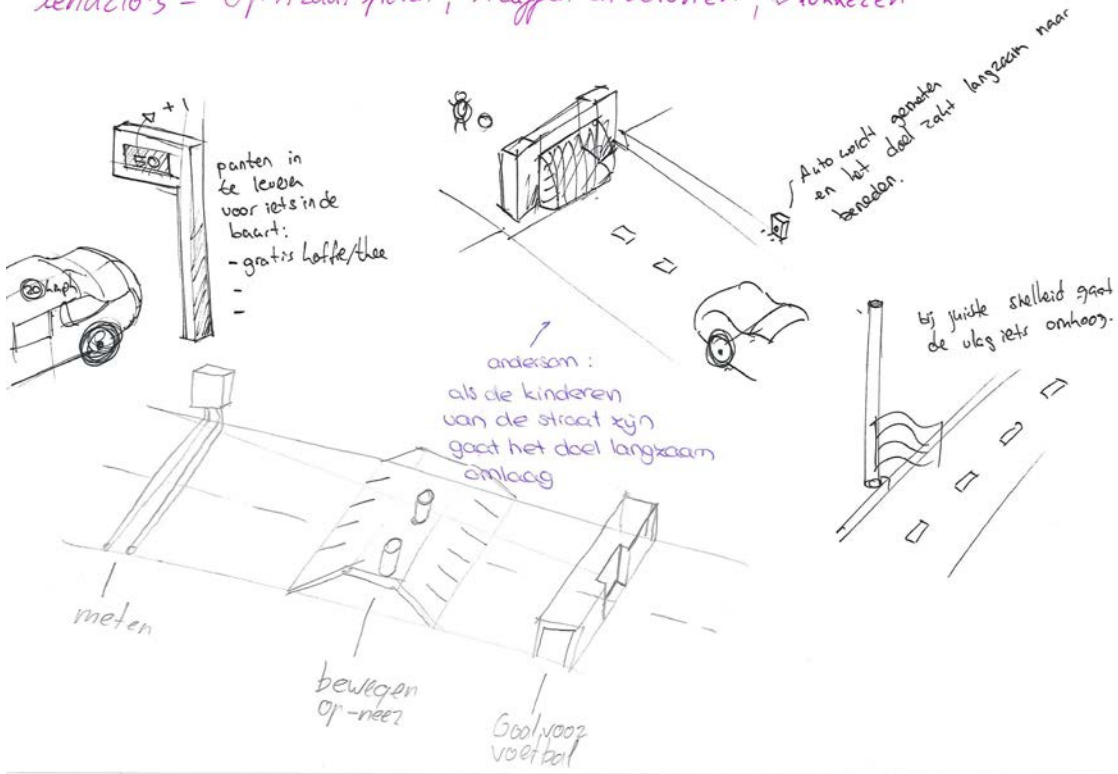 +1
50
punten in
te leveren
voor iets in de
buurt:
- gratis koffie/thee
-
-
20 kmph
Auto wordt gemeten
en het doel zakt langzaam naar
beneden.
bij juiste snelheid gaat
de vlag iets omhoog.
andersom:
als de kinderen
van de straat zijn
gaat het doel langzaam
omlaag
meten
bewegen
op-neer
Goal voor
voetbal